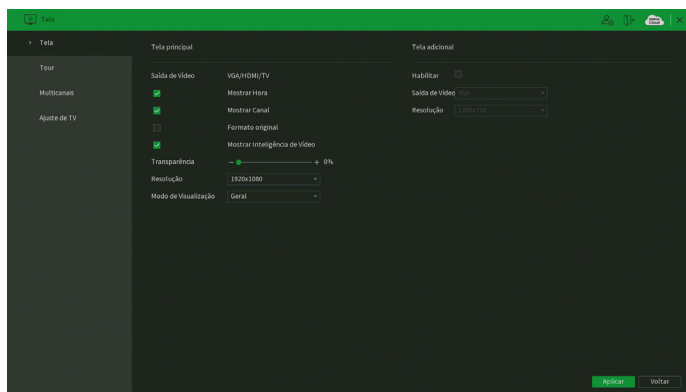 Tela
Tela
Tour
Multicanais
Ajuste de TV
Tela principal
Saída de Vídeo VGA/HDMI/TV
Mostrar Hora
Mostrar Canal
Formato original
Mostrar Inteligência de Vídeo
Transparência 0%
Resolução 1920x1080
Modo de Visualização Geral
Tela adicional
Habilitar
Saída de Vídeo VGA
Resolução 1280x720
Aplicar Voltar